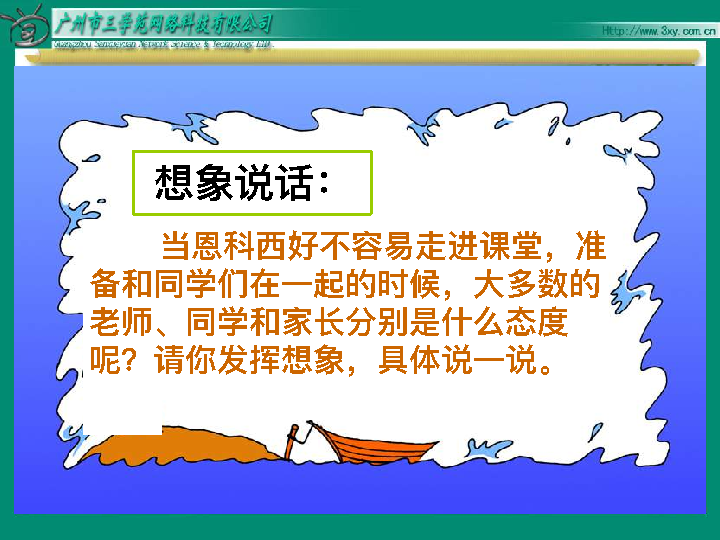 广州市三学苑网络科技有限公司
Http://www.3xy.com.cn
Guangzhou Sanxueyuan Network Science & Technology Ltd.
想象说话：
当恩科西好不容易走进课堂，准
备和同学们在一起的时候，大多数的
老师、同学和家长分别是什么态度
呢？请你发挥想象，具体说一说。